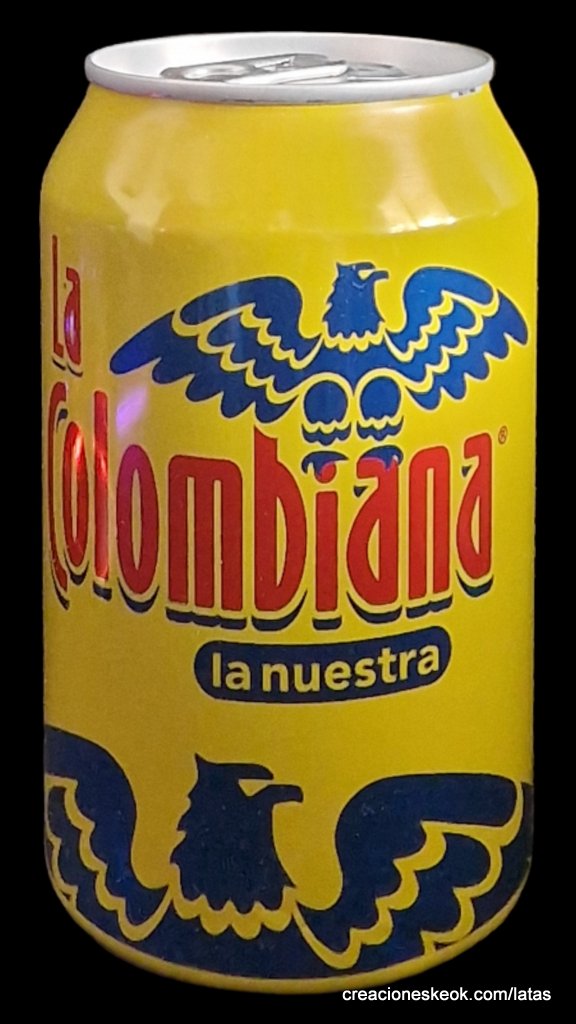 La
Colombiana®
la nuestra
creacioneskeok.com/latas